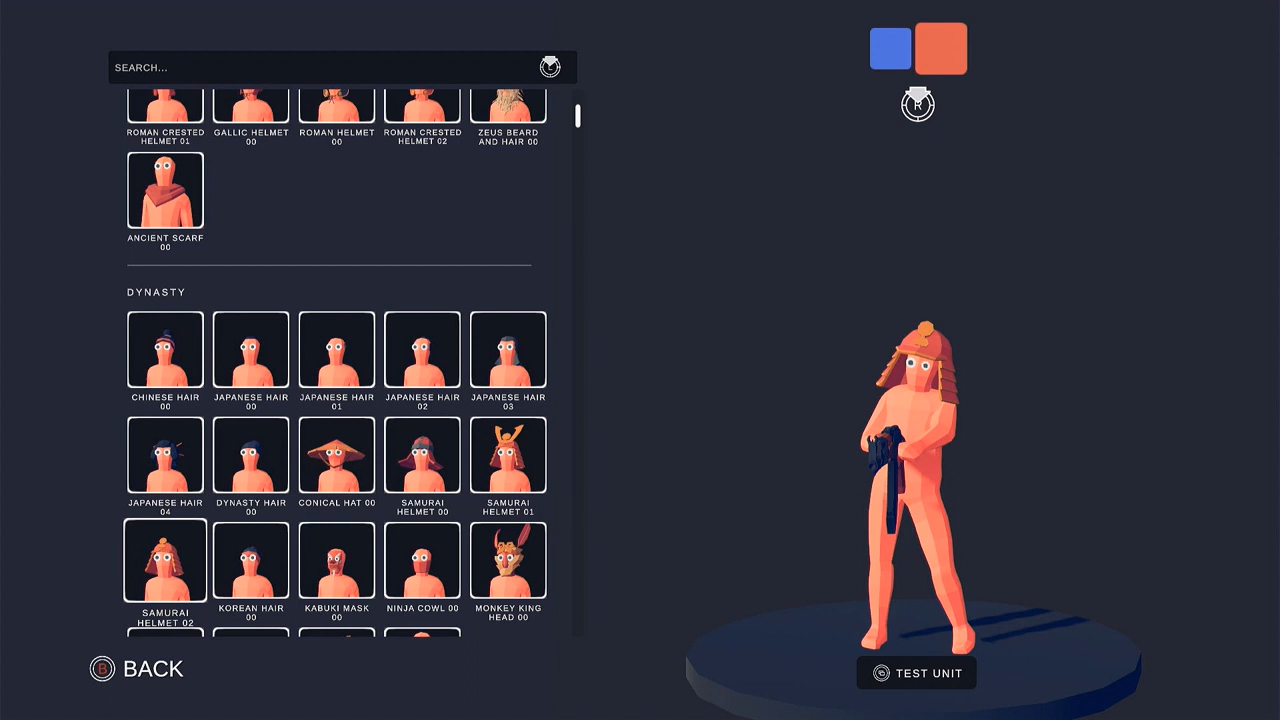 SEARCH...
L
R
ROMAN CRESTED
HELMET 01
GALLIC HELMET
00
ROMAN HELMET
00
ROMAN CRESTED
HELMET 02
ZEUS BEARD
AND HAIR 00
ANCIENT SCARF
00
DYNASTY
CHINESE HAIR
00
JAPANESE HAIR
00
JAPANESE HAIR
01
JAPANESE HAIR
02
JAPANESE HAIR
03
JAPANESE HAIR
04
DYNASTY HAIR
00
CONICAL HAT 00
SAMURAI
HELMET 00
SAMURAI
HELMET 01
SAMURAI
HELMET 02
KOREAN HAIR
00
KABUKI MASK
00
NINJA COWL 00
MONKEY KING
HEAD 00
B BACK
TEST UNIT